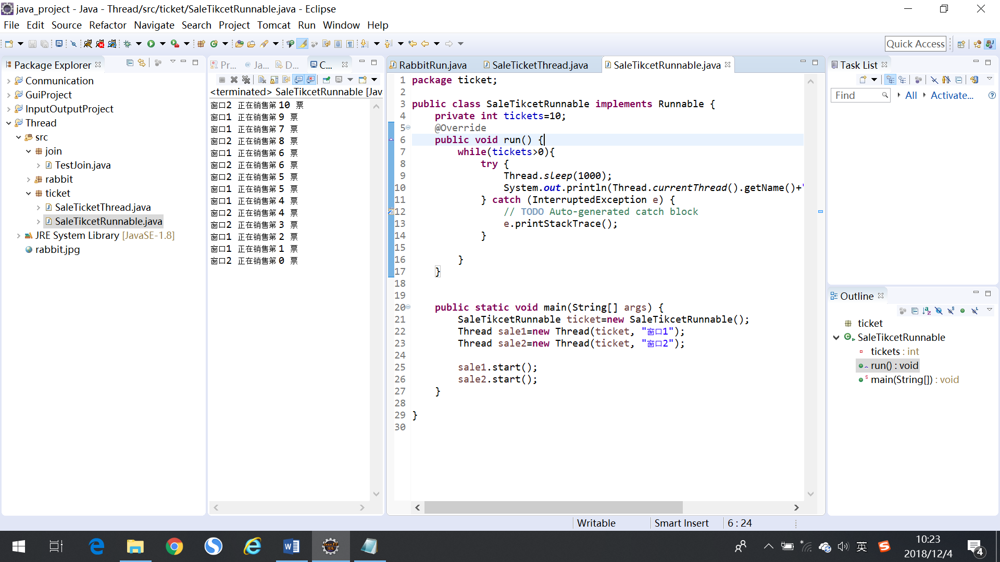 java_project - Java - Thread/src/ticket/SaleTikcetRunnable.java - Eclipse
File Edit Source Refactor Navigate Search Project Tomcat Run Window Help
Quick Access
Package Explorer
Conmunication
GuiProject
InputOutputProject
Thread
src
join
TestJoin.java
rabbit
ticket
SaleTicketThread.java
SaleTikcetRunnable.java
JRE System Library [JavaSE-1.8]
rabbit.jpg
Pr... Ja... D... C...
<terminated> SaleTikcetRunnable [Jav
窗口2 正在销售第10 票
窗口1 正在销售第9 票
窗口1 正在销售第7 票
窗口2 正在销售第8 票
窗口1 正在销售第6 票
窗口2 正在销售第6 票
窗口2 正在销售第5 票
窗口1 正在销售第5 票
窗口1 正在销售第4 票
窗口2 正在销售第4 票
窗口2 正在销售第3 票
窗口1 正在销售第2 票
窗口1 正在销售第1 票
窗口2 正在销售第0 票
RabbitRun.java SaleTicketThread.java SaleTikcetRunnable.java
1 package ticket;
2
3 public class SaleTikcetRunnable implements Runnable {
4 private int tickets=10;
5 @Override
6 public void run() {
7 while(tickets>0){
8 try {
9 Thread.sleep(1000);
10 System.out.println(Thread.currentThread().getName()+"
11 } catch (InterruptedException e) {
12 // TODO Auto-generated catch block
13 e.printStackTrace();
14 }
15
16 }
17 }
18
19
20 public static void main(String[] args) {
21 SaleTikcetRunnable ticket=new SaleTikcetRunnable();
22 Thread sale1=new Thread(ticket, "窗口1");
23 Thread sale2=new Thread(ticket, "窗口2");
24
25 sale1.start();
26 sale2.start();
27 }
28
29 }
30
Writable Smart Insert 6 : 24
Task List
Find All Activate...
Outline
ticket
SaleTikcetRunnable
tickets : int
run() : void
main(String[]) : void
英
10:23
2018/12/4
4